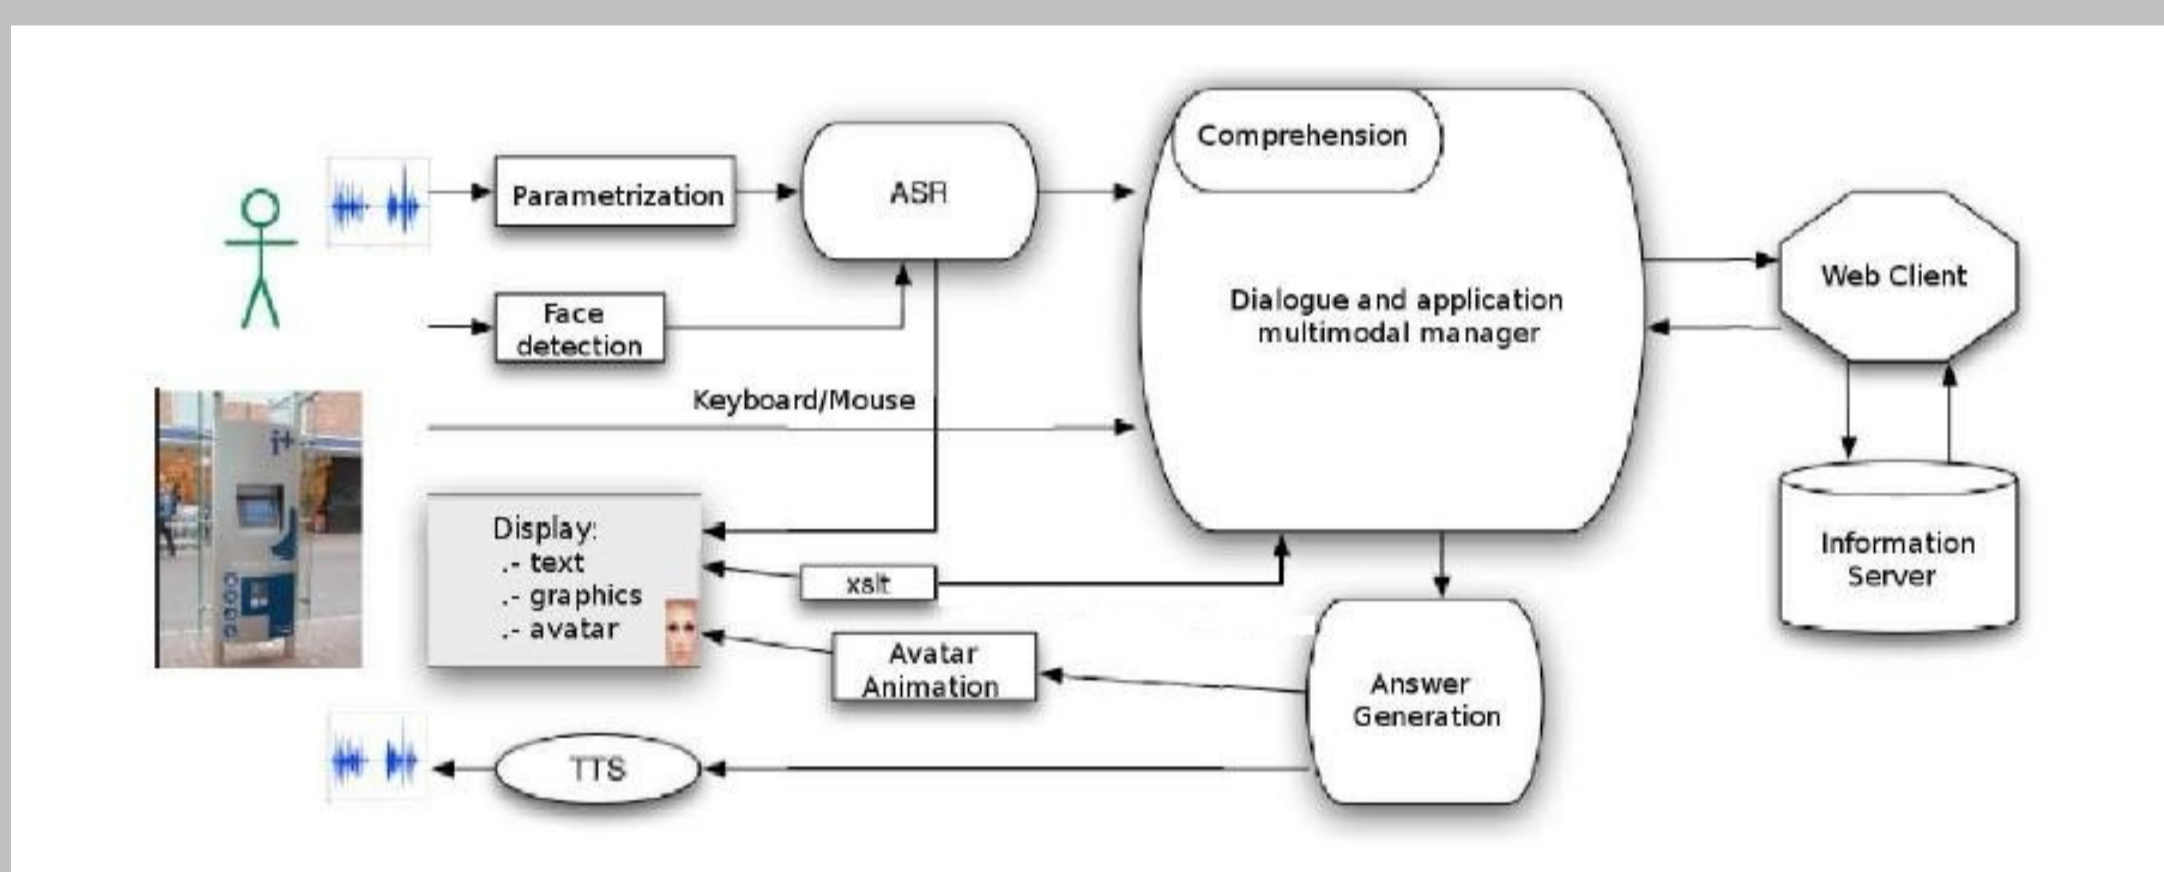 Comprehension
Parametrization
ASR
Web Client
Dialogue and application
multimodal manager
Face
detection
Keyboard/Mouse
i+
Display:
.- text
.- graphics
.- avatar
xslt
Information
Server
Avatar
Animation
Answer
Generation
TTS